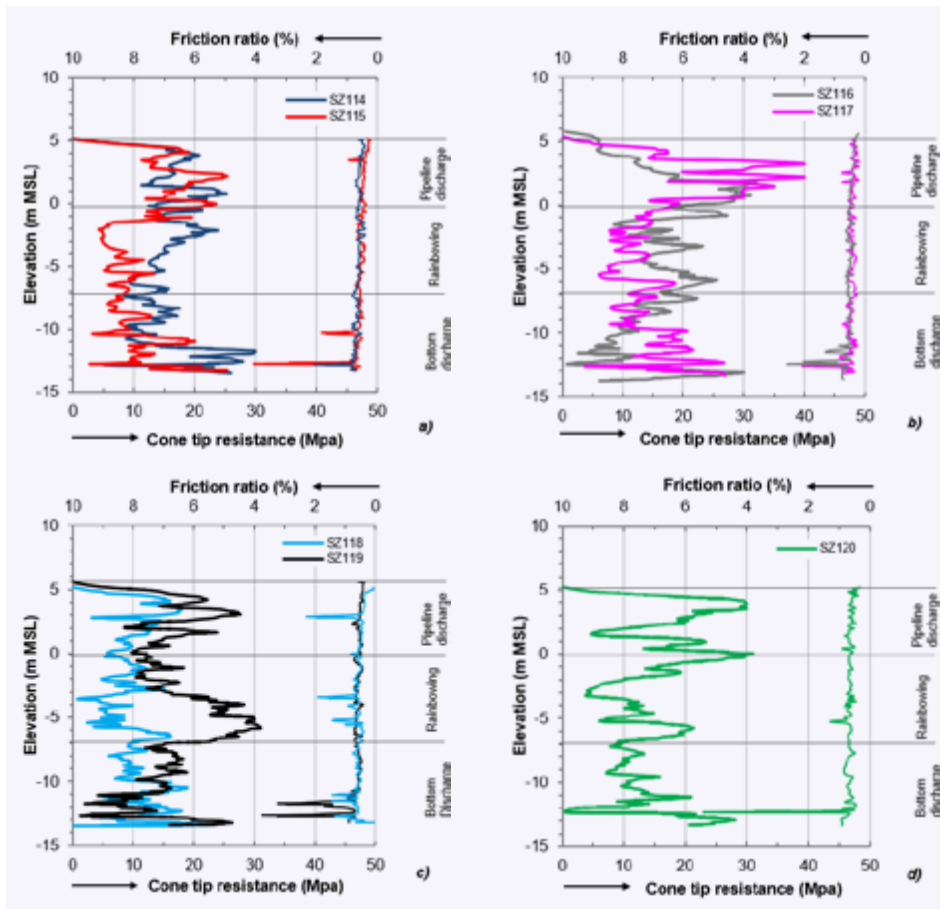 Friction ratio (%)
10 8 6 4 2 0
10
5
0
-5
-10
-15
Elevation (m MSL)
SZ114
SZ115
Pipeline discharge
Rainbowing
Bottom discharge
0 10 20 30 40 50
Cone tip resistance (Mpa)
a)
Friction ratio (%)
10 8 6 4 2 0
10
5
0
-5
-10
-15
Elevation (m MSL)
SZ116
SZ117
Pipeline discharge
Rainbowing
Bottom discharge
0 10 20 30 40 50
Cone tip resistance (Mpa)
b)
Friction ratio (%)
10 8 6 4 2 0
10
5
0
-5
-10
-15
Elevation (m MSL)
SZ118
SZ119
Pipeline discharge
Rainbowing
Bottom Discharge
0 10 20 30 40 50
Cone tip resistance (Mpa)
c)
Friction ratio (%)
10 8 6 4 2 0
10
5
0
-5
-10
-15
Elevation (m MSL)
SZ120
Pipeline discharge
Rainbowing
Bottom discharge
0 10 20 30 40 50
Cone tip resistance (Mpa)
d)